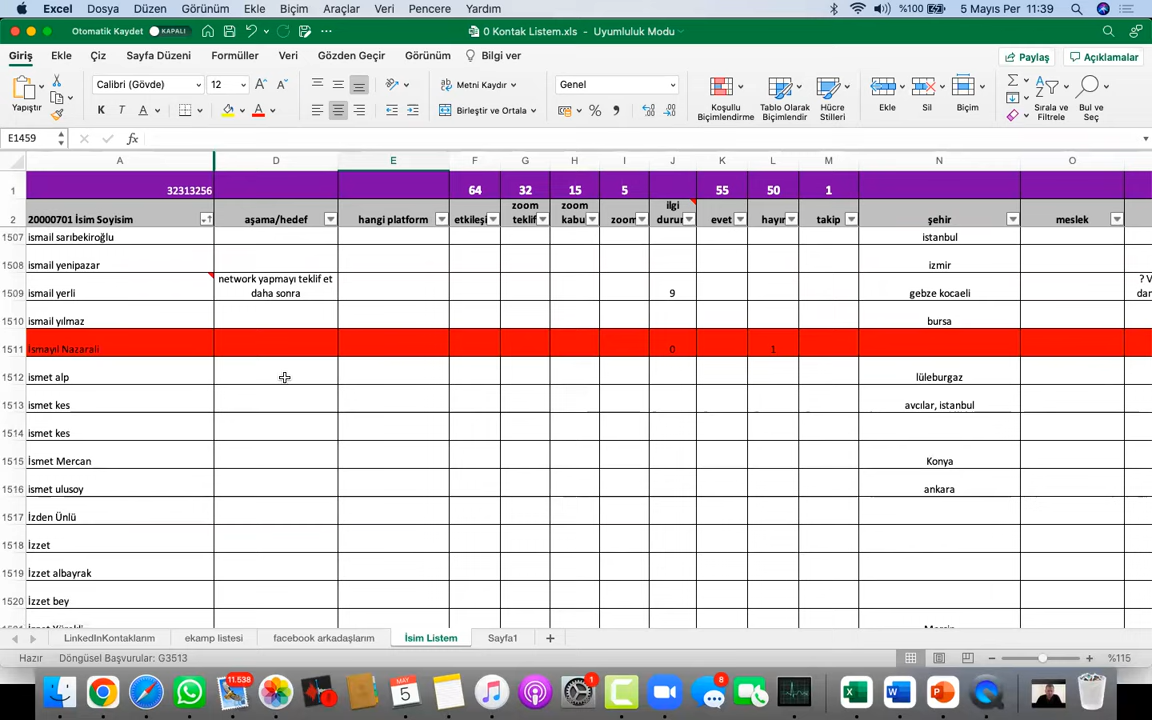 Excel Dosya Düzen Görünüm Ekle Biçim Araçlar Veri Pencere Yardım %100 5 Mayıs Per 11:39
Otomatik Kaydet KAPALI 0 Kontak Listem.xls - Uyumluluk Modu
Giriş Ekle Çiz Sayfa Düzeni Formüller Veri Gözden Geçir Görünüm Bilgi ver Paylaş Açıklamalar
Yapıştır Calibri (Gövde) 12 A A Metni Kaydır Genel
K T A Birleştir ve Ortala % Koşullu Biçimlendirme Tablo Olarak Biçimlendir Hücre Stilleri Ekle Sil Biçim Sırala ve Filtrele Bul ve Seç
E1459 fx
A D E F G H I J K L M N O
1 32313256 64 32 15 5 55 50 1
2 20000701 İsim Soyisim aşama/hedef hangi platform etkileşi zoom teklif zoom kabu zoom ilgi duru evet hayır takip şehir meslek
1507 ismail sarıbekiroğlu istanbul
1508 ismail yenipazar izmir
1509 ismail yerli network yapmayı teklif et daha sonra 9 gebze kocaeli
1510 ismail yılmaz bursa
1511 İsmayıl Nazarali 0 1
1512 ismet alp lüleburgaz
1513 ismet kes avcılar, istanbul
1514 ismet kes
1515 İsmet Mercan Konya
1516 ismet ulusoy ankara
1517 İzden Ünlü
1518 İzzet
1519 İzzet albayrak
1520 İzzet bey
LinkedInKontaklarım ekamp listesi facebook arkadaşlarım İsim Listem Sayfa1
Hazır Döngüsel Başvurular: G3513 %115
11.538 MAY 5 1 8